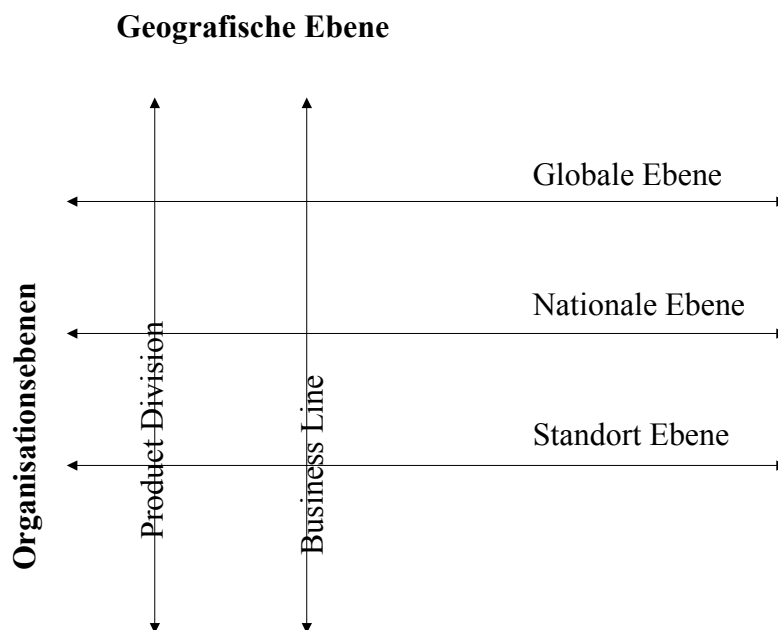 Geografische Ebene
Globale Ebene
Nationale Ebene
Standort Ebene
Organisationsebenen
Product Division
Business Line